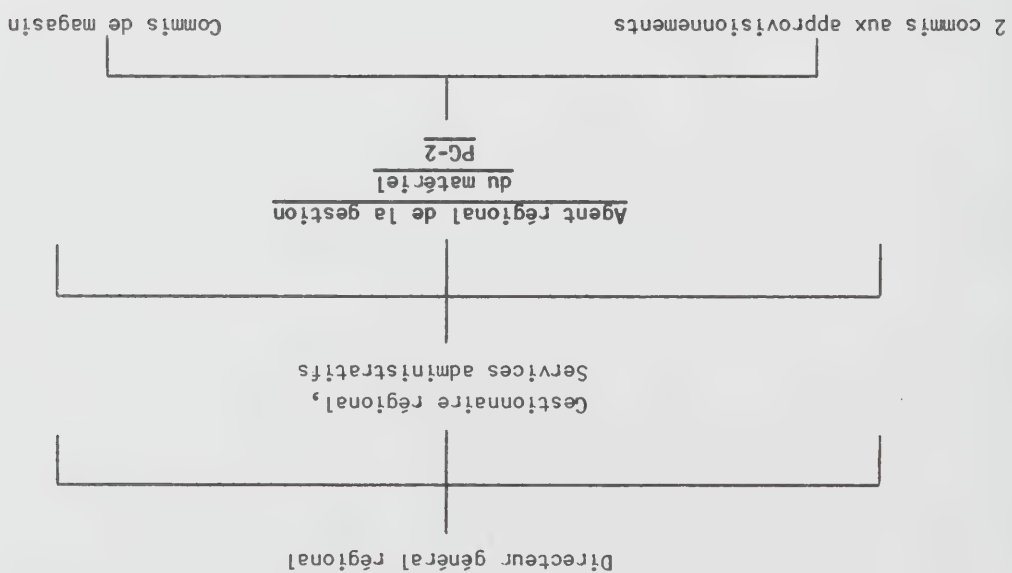 Directeur général régional
Gestionnaire régional,
Services administratifs
Agent régional de la gestion
du matériel
PG-2
2 commis aux approvisionnements
Commis de magasin